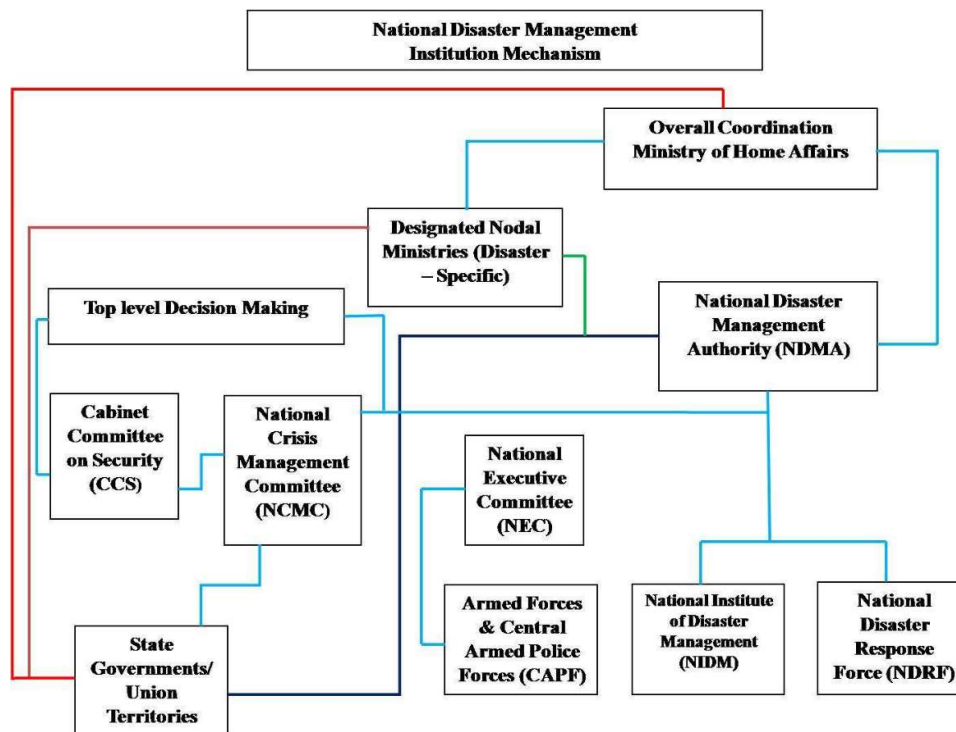 National Disaster Management
Institution Mechanism
Overall Coordination
Ministry of Home Affairs
Designated Nodal
Ministries (Disaster
– Specific)
Top level Decision Making
National Disaster
Management
Authority (NDMA)
Cabinet
Committee
on Security
(CCS)
National
Crisis
Management
Committee
(NCMC)
National
Executive
Committee
(NEC)
Armed Forces
& Central
Armed Police
Forces (CAPF)
National Institute
of Disaster
Management
(NIDM)
National
Disaster
Response
Force (NDRF)
State
Governments/
Union
Territories